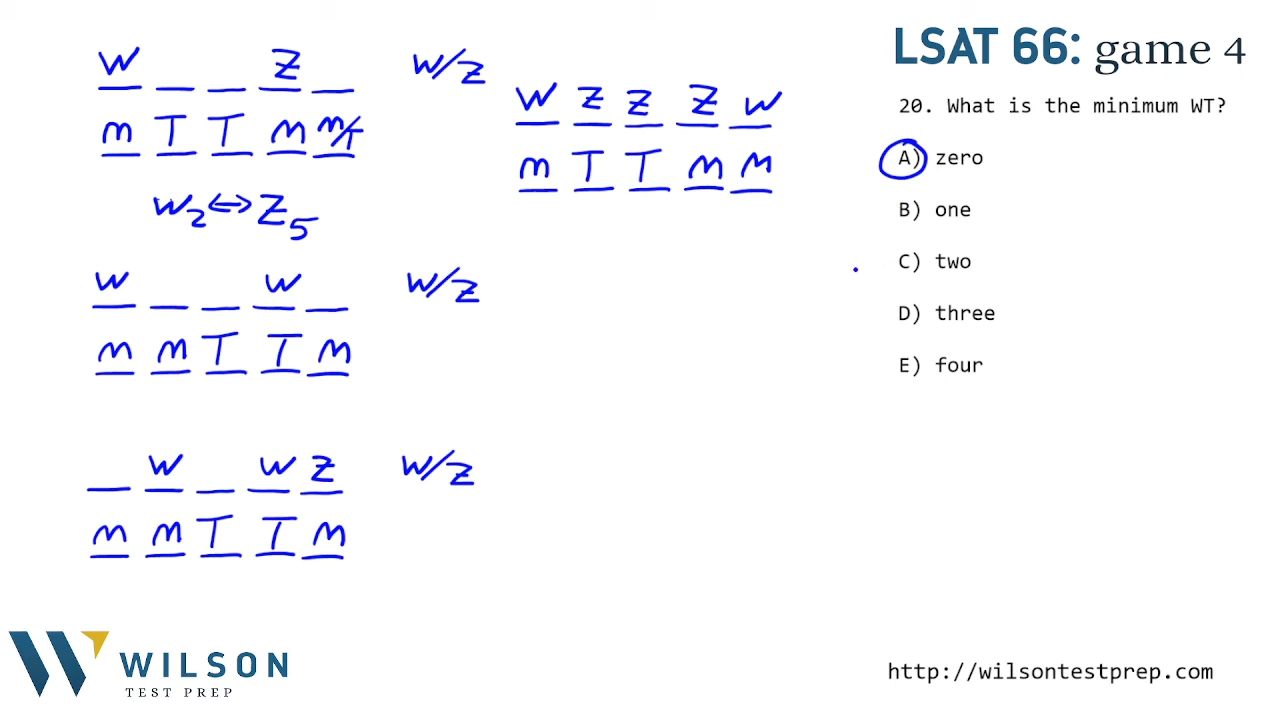 W _ _ Z _ W/Z
m T T M m/T
W2 ↔ Z5
W Z Z Z W
m T T M M
W _ _ W _ W/Z
m m T T m
_ W _ W Z W/Z
m m T T m
LSAT 66: game 4
20. What is the minimum WT?
A) zero
B) one
C) two
D) three
E) four
WILSON
TEST PREP
http://wilsontestprep.com